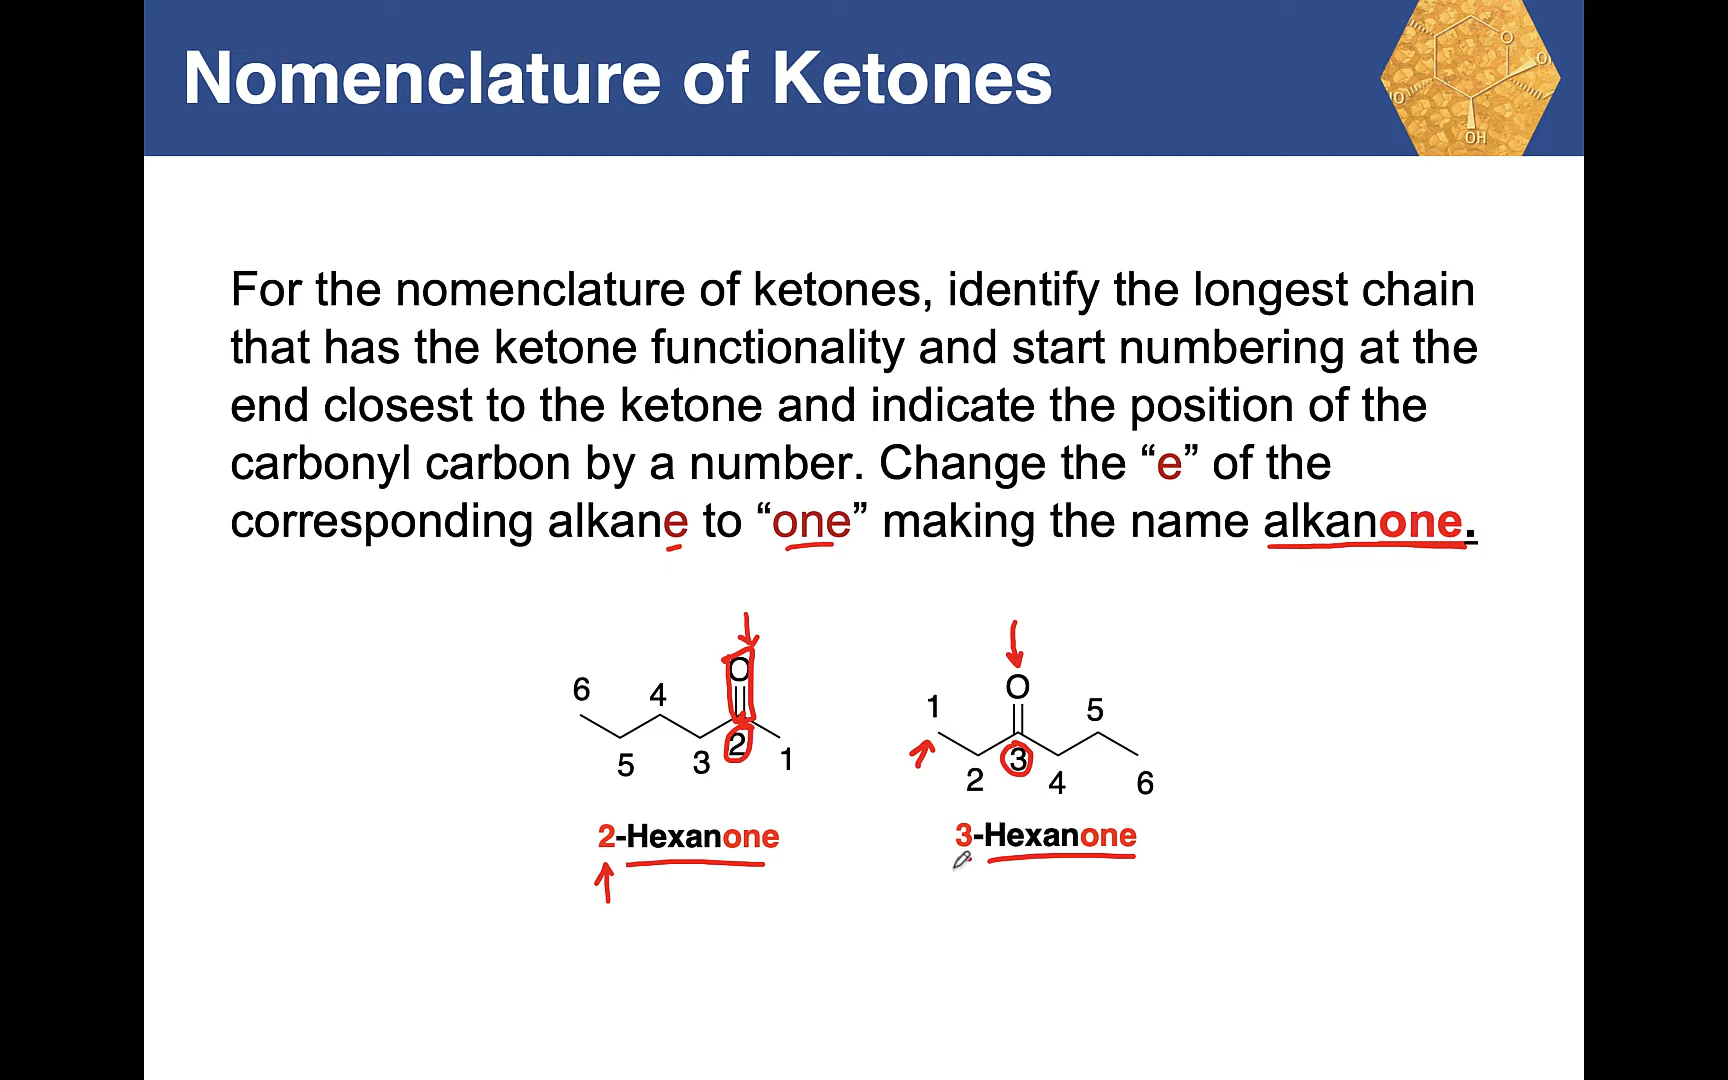 Nomenclature of Ketones
O
O
O
OH
For the nomenclature of ketones, identify the longest chain
that has the ketone functionality and start numbering at the
end closest to the ketone and indicate the position of the
carbonyl carbon by a number. Change the “e” of the
corresponding alkane to “one” making the name alkanone.
O
6 4
5 3 2 1
O
1 5
3
2 4 6
2-Hexanone 3-Hexanone